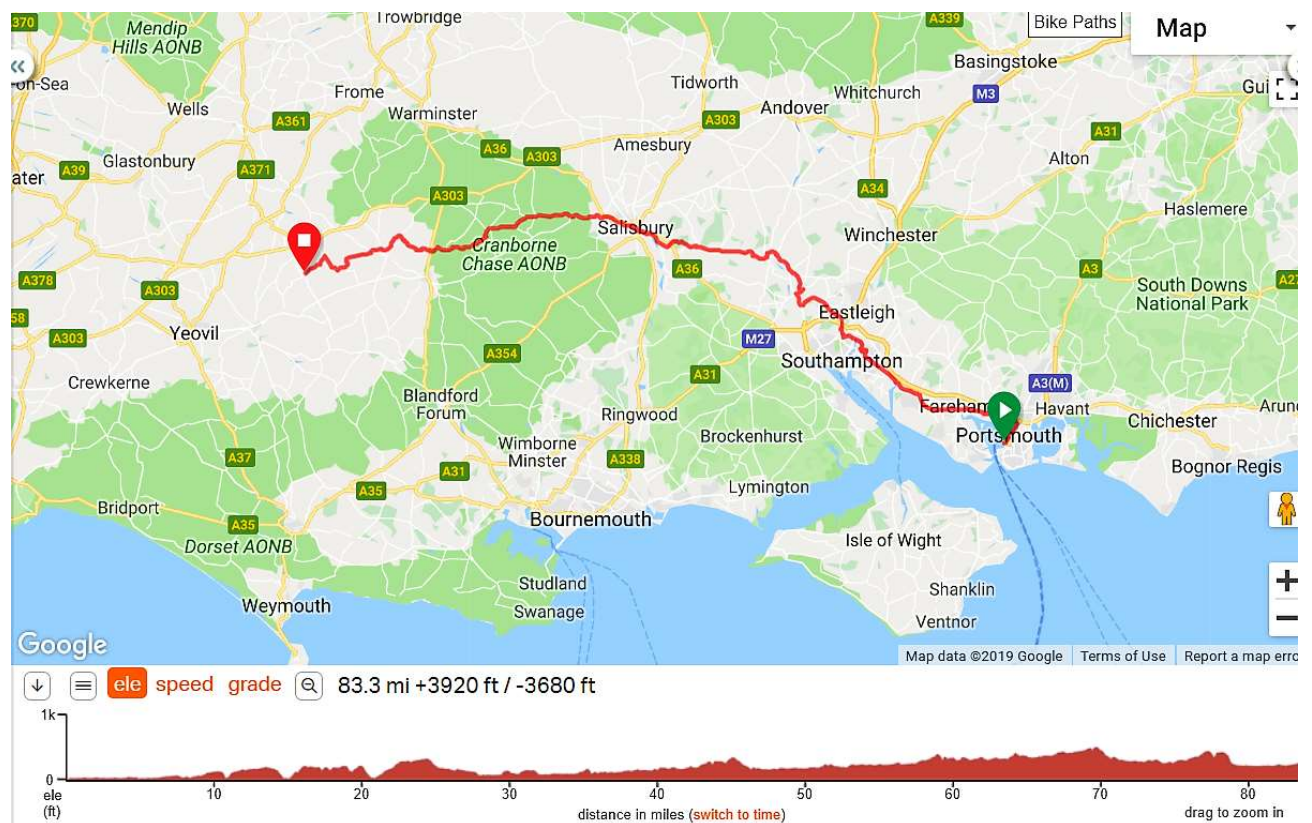 370
Mendip
Hills AONB
Trowbridge
A339
Bike Paths
Map
«
-on-Sea
Wells
A361
Frome
Warminster
Tidworth
Whitchurch
Basingstoke
M3
Gui
Andover
A303
Glastonbury
A371
A36
A303
Amesbury
A31
ater
A39
A303
A34
Alton
Salisbury
Winchester
Haslemere
Cranborne
Chase AONB
A36
A3
A378
A303
South Downs
National Park
A27
58
Yeovil
Eastleigh
A303
A354
M27
Southampton
Crewkerne
A31
A3(M)
Blandford
Forum
Ringwood
Fareham
Havant
Chichester
Arun
Wimborne
Minster
Brockenhurst
Portsmouth
A37
A31
A338
Bognor Regis
Bridport
A35
Lymington
A35
Dorset AONB
Bournemouth
Isle of Wight
Studland
Swanage
Shanklin
Weymouth
Ventnor
+
−
Google
Map data ©2019 Google
Terms of Use
Report a map erro
ele speed grade 83.3 mi +3920 ft / -3680 ft
1k
0
ele
(ft)
10 20 30 40 50 60 70 80
distance in miles (switch to time)
drag to zoom in